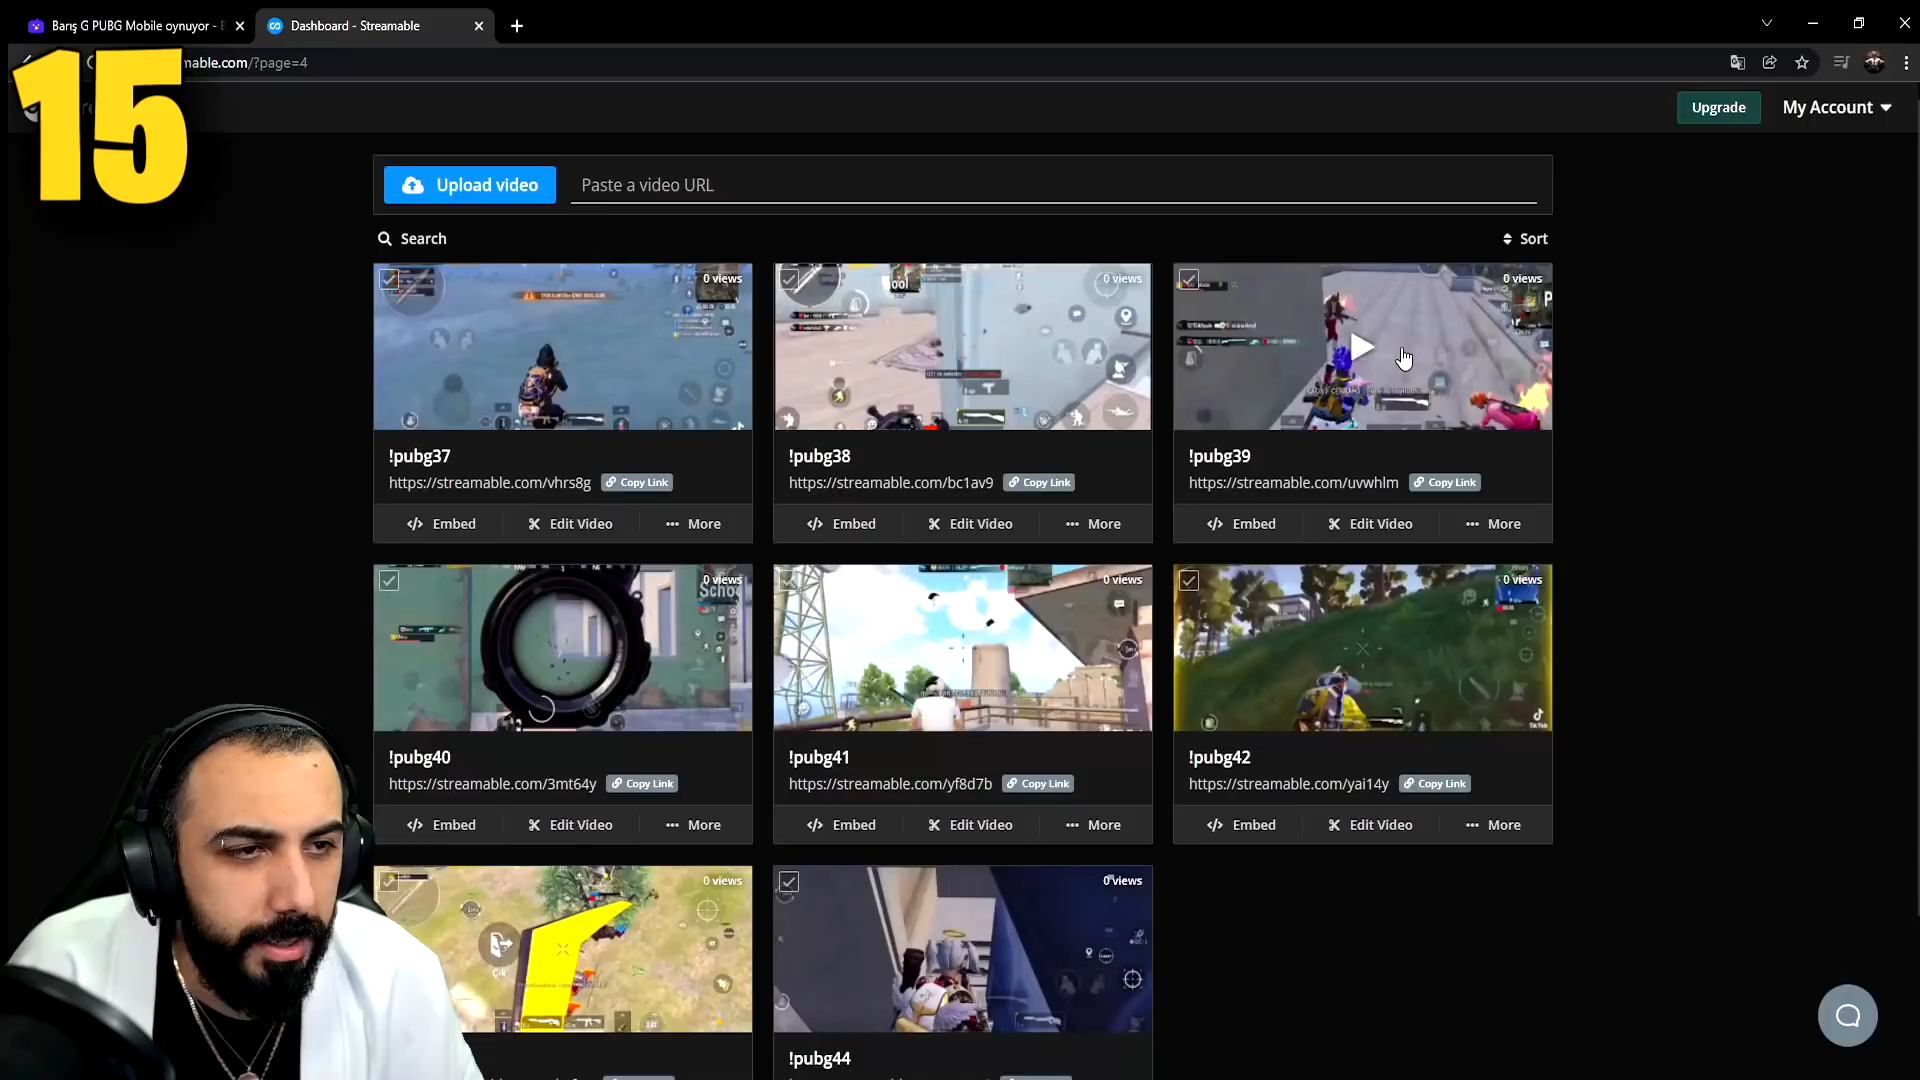 Barış G PUBG Mobile oynuyor -
Dashboard - Streamable
15
mable.com/?page=4
Upgrade
My Account
Upload video
Paste a video URL
Search
Sort
0 views
0 views
0 views
!pubg37
!pubg38
!pubg39
https://streamable.com/vhrs8g Copy Link
https://streamable.com/bc1av9 Copy Link
https://streamable.com/uvwhlm Copy Link
Embed Edit Video More
Embed Edit Video More
Embed Edit Video More
0 views
0 views
0 views
!pubg40
!pubg41
!pubg42
https://streamable.com/3mt64y Copy Link
https://streamable.com/yf8d7b Copy Link
https://streamable.com/yai14y Copy Link
Embed Edit Video More
Embed Edit Video More
Embed Edit Video More
0 views
0 views
Çık
!pubg44